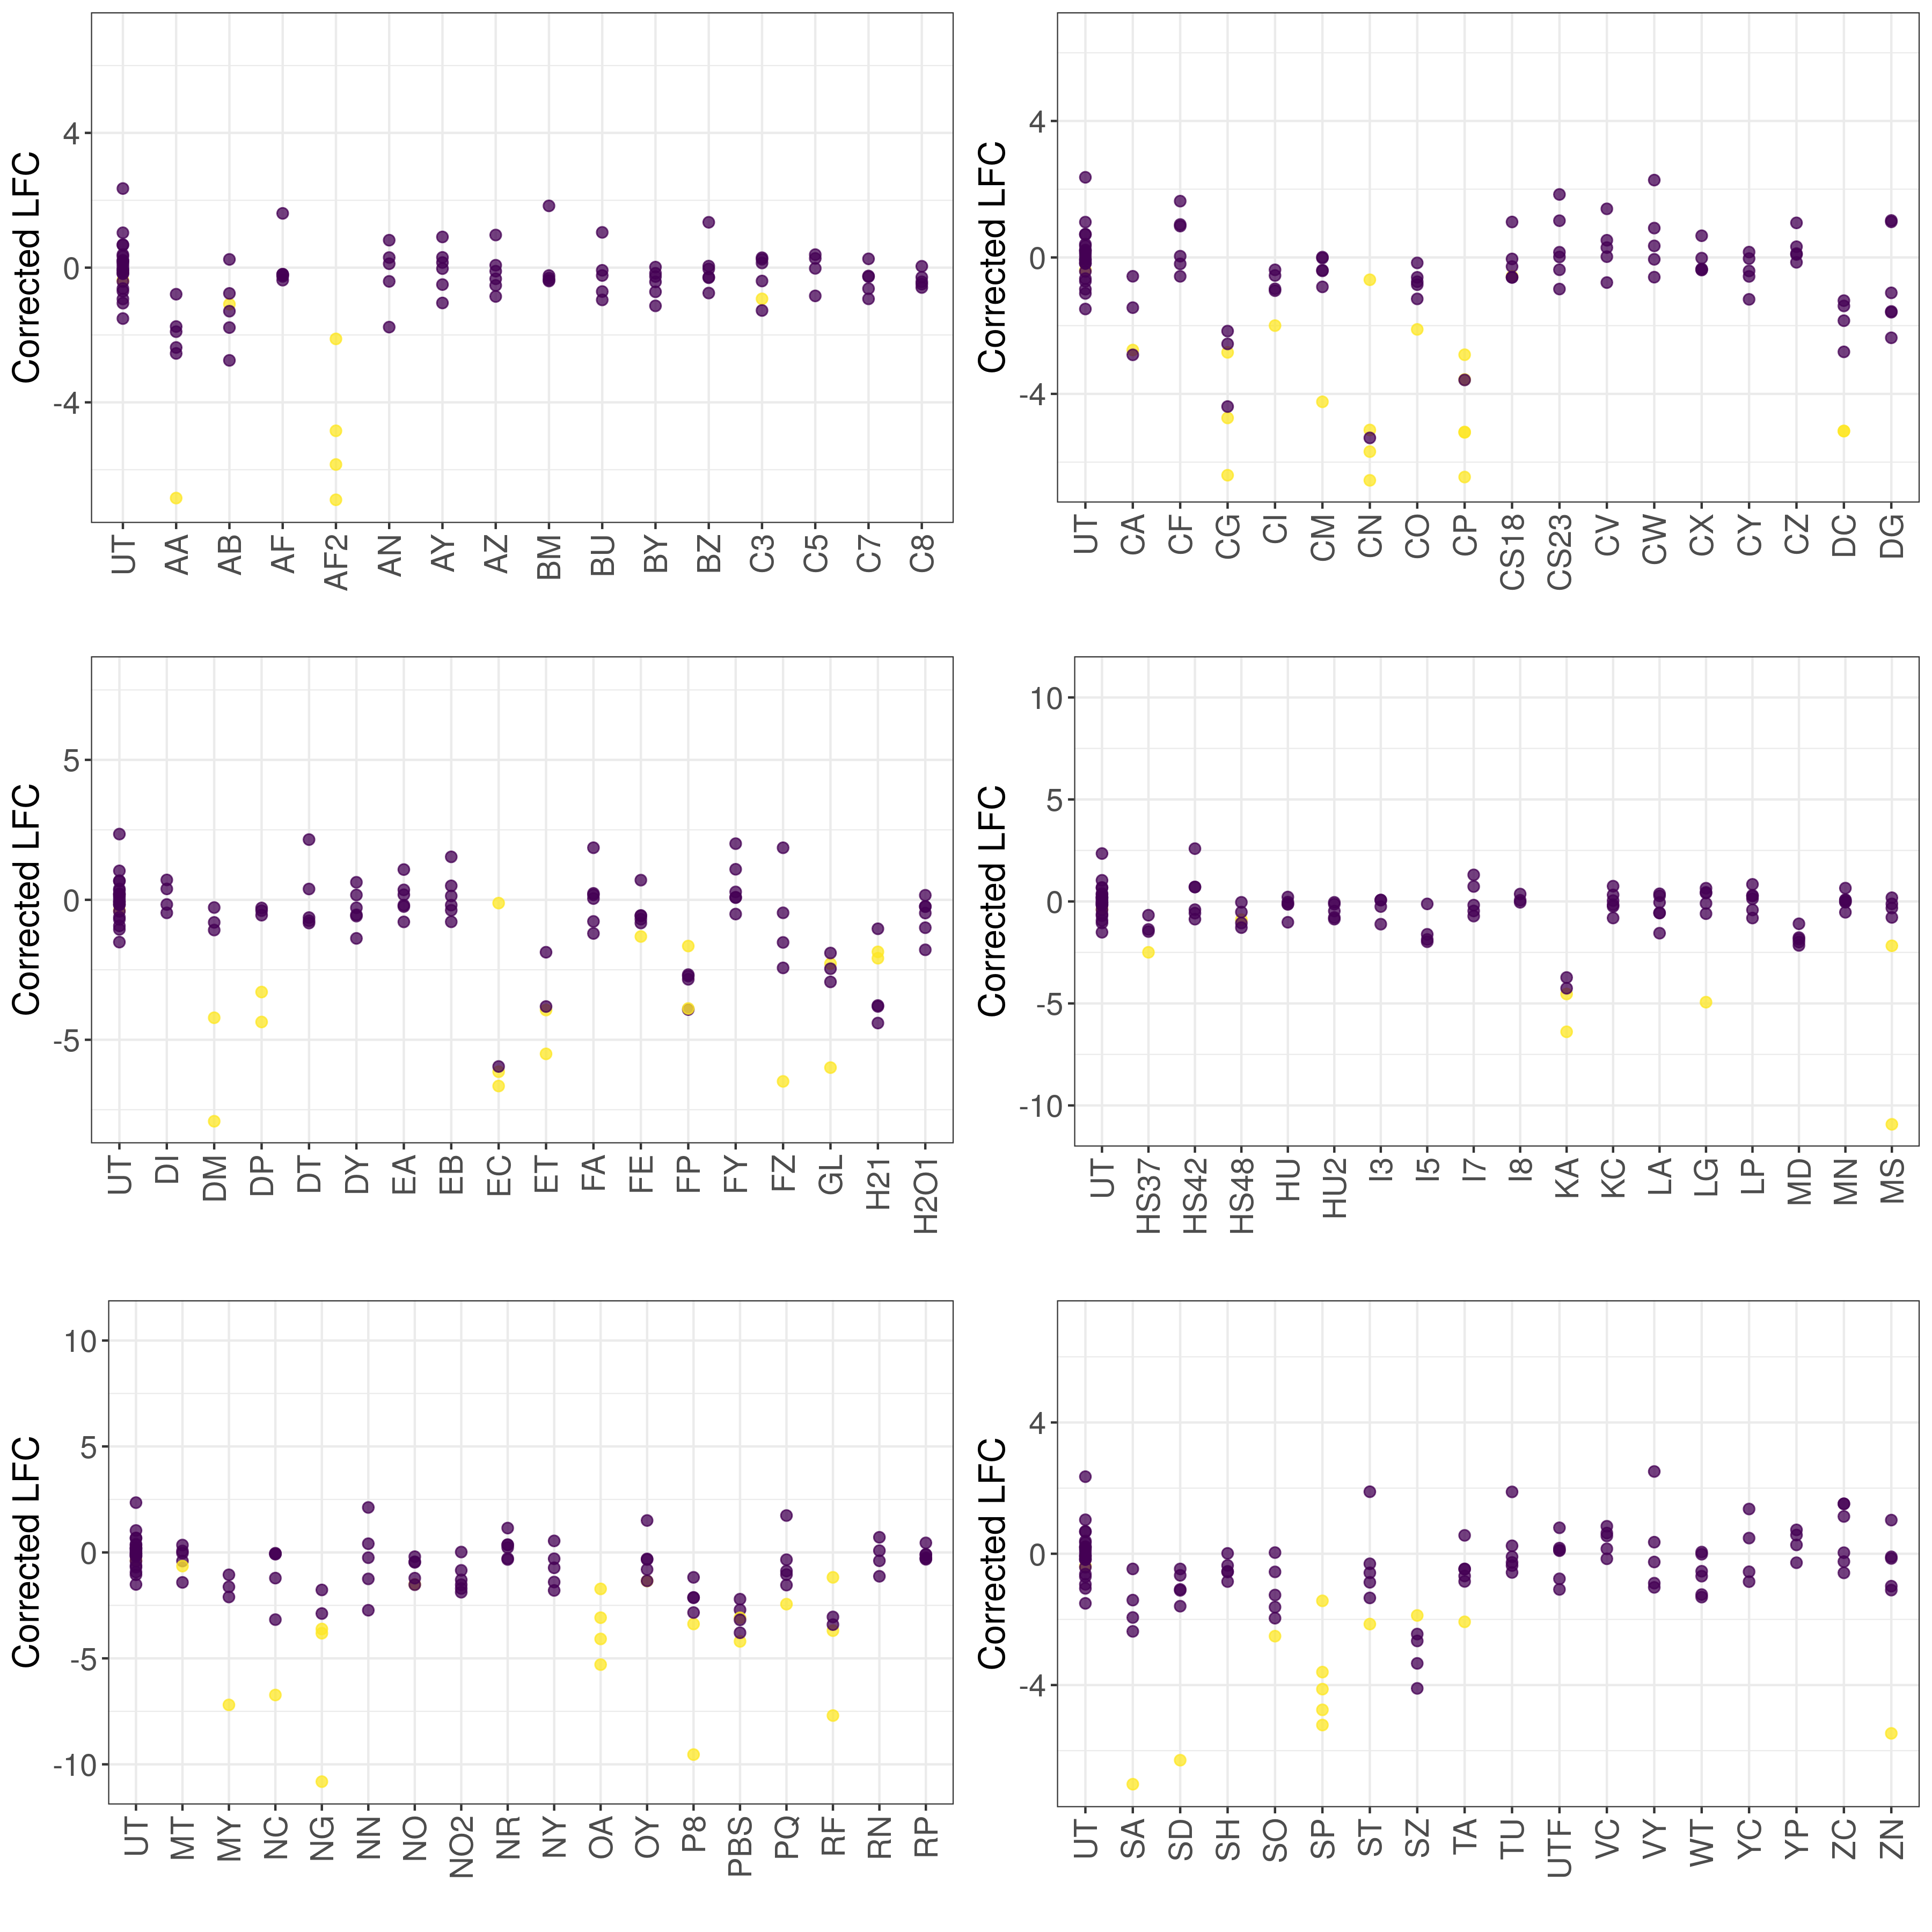 Corrected LFC
4
0
-4
UT AA AB AF AF2 AN AY AZ BM BU BY BZ C3 C5 C7 C8
Corrected LFC
4
0
-4
UT CA CF CG CI CM CN CO CP CS18 CS23 CV CW CX CY CZ DC DG
Corrected LFC
5
0
-5
UT DI DM DP DT DY EA EB EC ET FA FE FP FY FZ GL H21 H2O1
Corrected LFC
10
5
0
-5
-10
UT HS37 HS42 HS48 HU HU2 I3 I5 I7 I8 KA KC LA LG LP MD MN MS
Corrected LFC
10
5
0
-5
-10
UT MT MY NC NG NN NO NO2 NR NY OA OY P8 PBS PQ RF RN RP
Corrected LFC
4
0
-4
UT SA SD SH SO SP ST SZ TA TU UTF VC VY WT YC YP ZC ZN